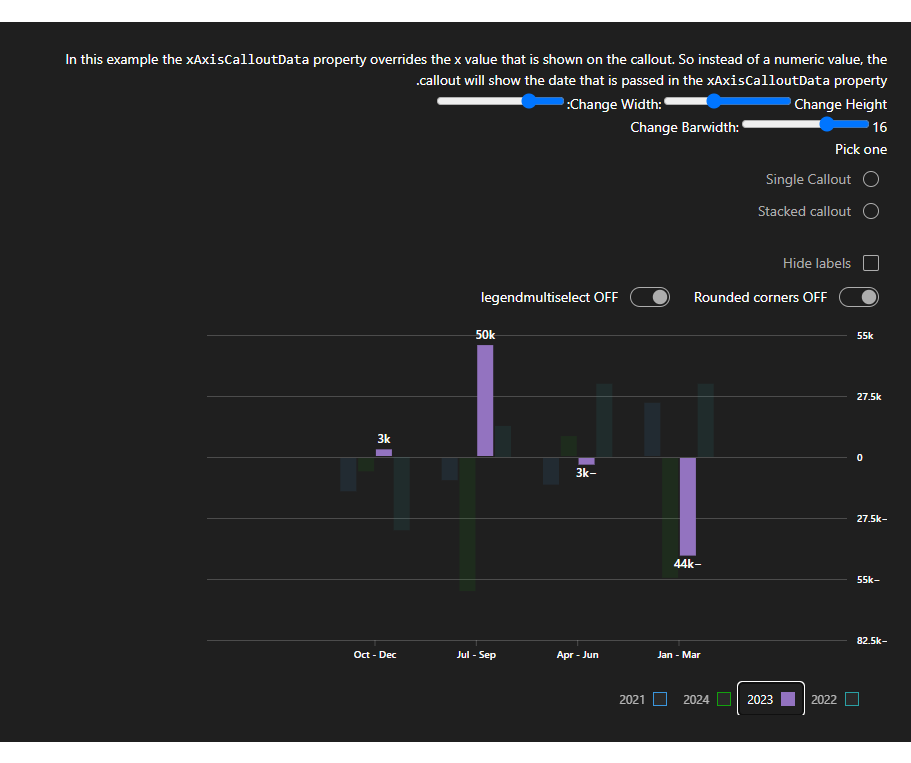 In this example the xAxisCalloutData property overrides the x value that is shown on the callout. So instead of a numeric value, the
.callout will show the date that is passed in the xAxisCalloutData property
:Change Width: Change Height
Change Barwidth: 16
Pick one
Single Callout
Stacked callout
Hide labels
legendmultiselect OFF Rounded corners OFF
50k 55k
27.5k
3k
0
3k−
27.5k−
44k−
55k−
82.5k−
Oct - Dec Jul - Sep Apr - Jun Jan - Mar
2021 2024 2023 2022